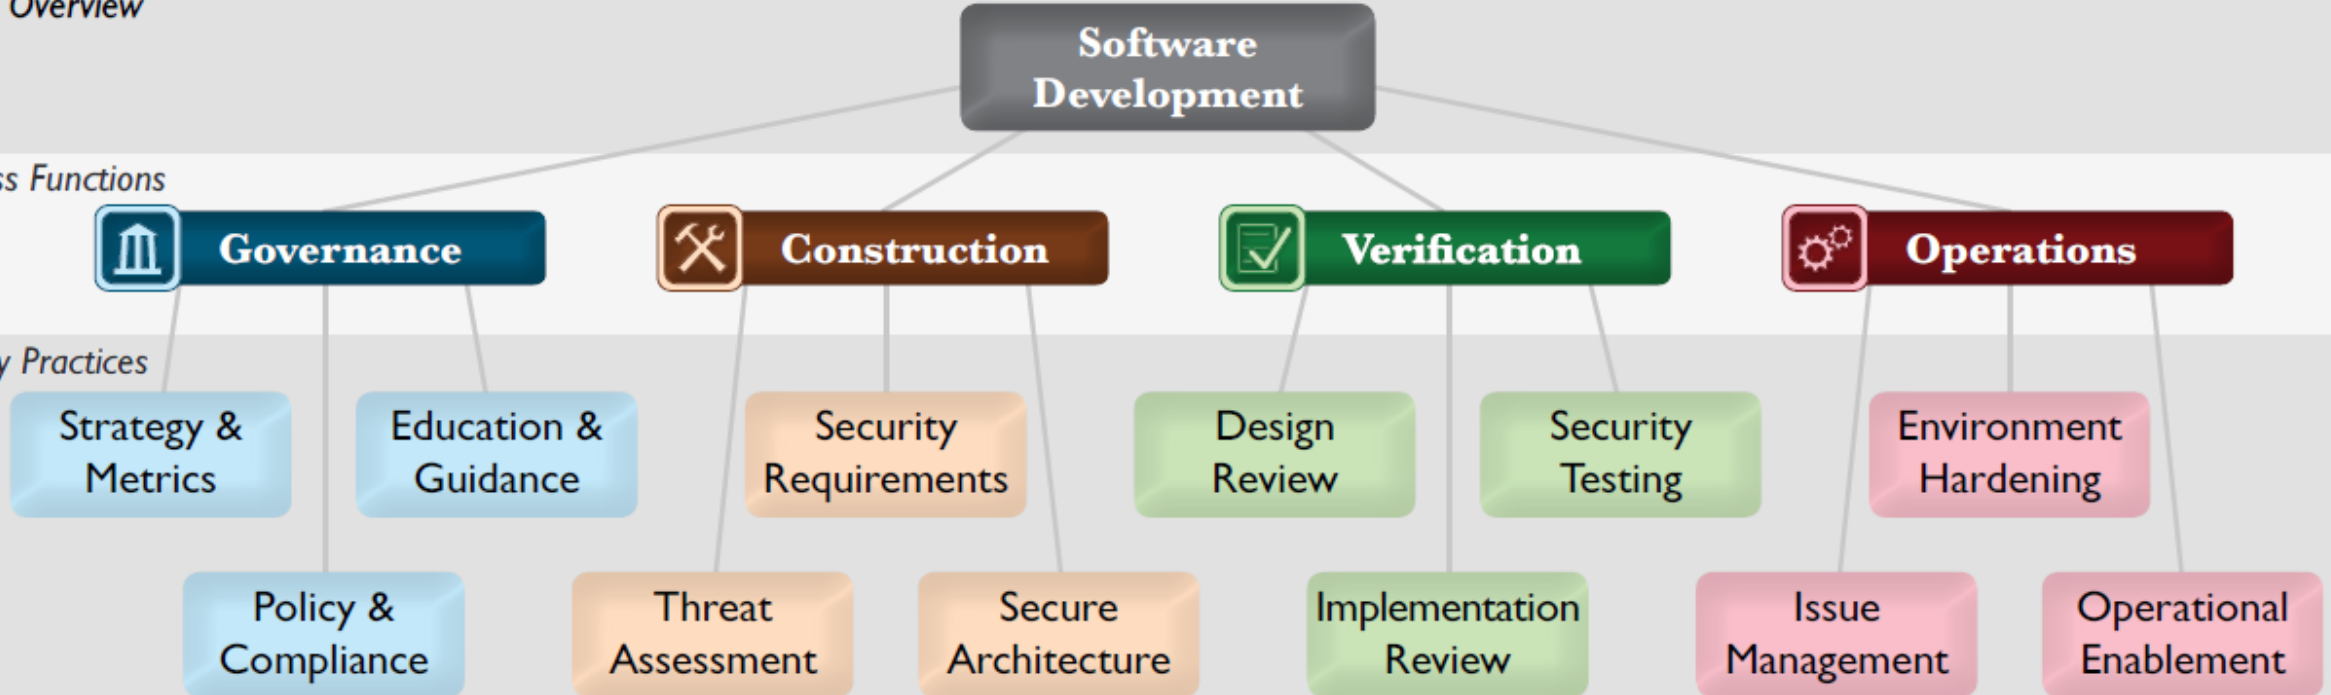 Overview
Software
Development
Functions
Governance
Construction
Verification
Operations
Practices
Strategy &
Metrics
Education &
Guidance
Security
Requirements
Design
Review
Security
Testing
Environment
Hardening
Policy &
Compliance
Threat
Assessment
Secure
Architecture
Implementation
Review
Issue
Management
Operational
Enablement